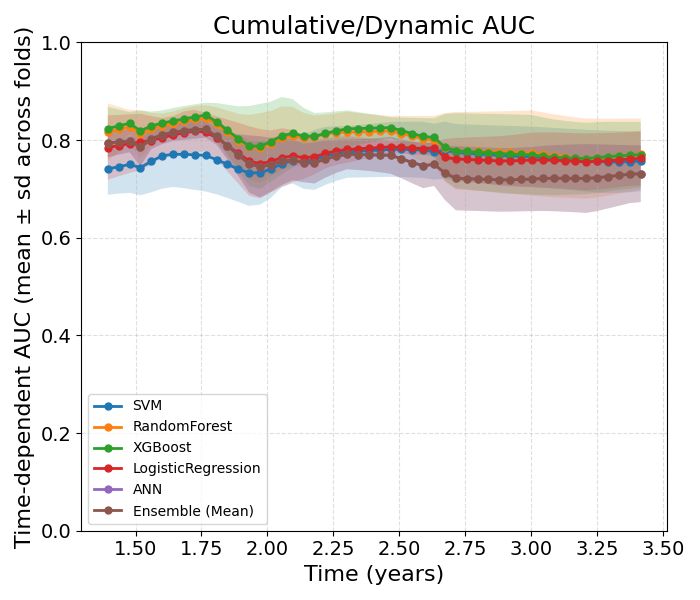 Cumulative/Dynamic AUC
Time-dependent AUC (mean ± sd across folds)
1.0
0.8
0.6
0.4
0.2
0.0
SVM
RandomForest
XGBoost
LogisticRegression
ANN
Ensemble (Mean)
1.50 1.75 2.00 2.25 2.50 2.75 3.00 3.25 3.50
Time (years)